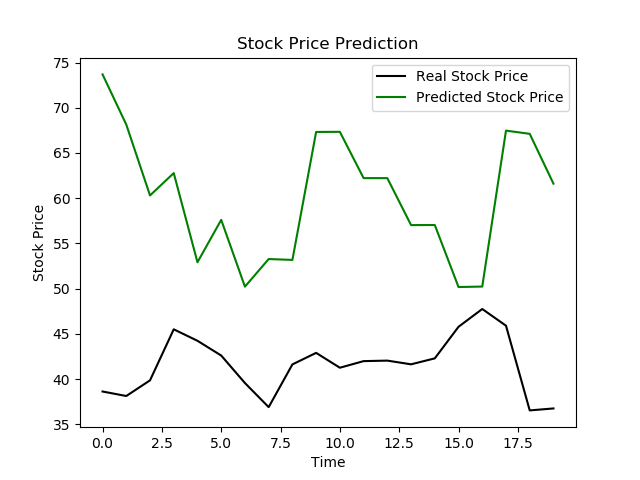 Stock Price Prediction
Real Stock Price
Predicted Stock Price
Stock Price
75
70
65
60
55
50
45
40
35
0.0 2.5 5.0 7.5 10.0 12.5 15.0 17.5
Time